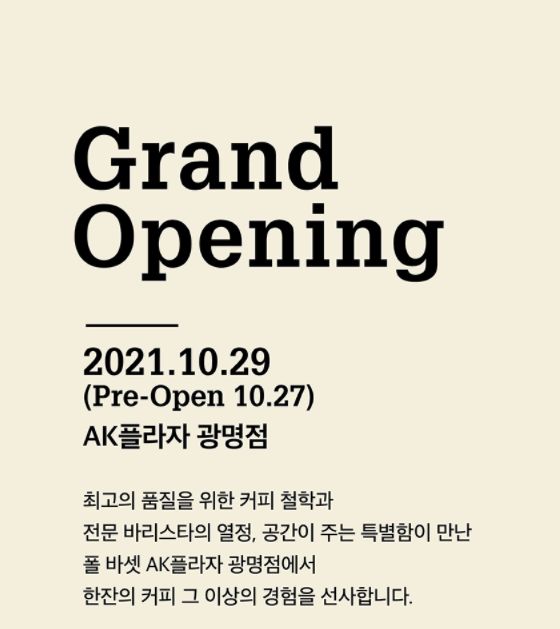 Grand
Opening
2021.10.29
(Pre-Open 10.27)
AK플라자 광명점
최고의 품질을 위한 커피 철학과
전문 바리스타의 열정, 공간이 주는 특별함이 만난
폴 바셋 AK플라자 광명점에서
한잔의 커피 그 이상의 경험을 선사합니다.